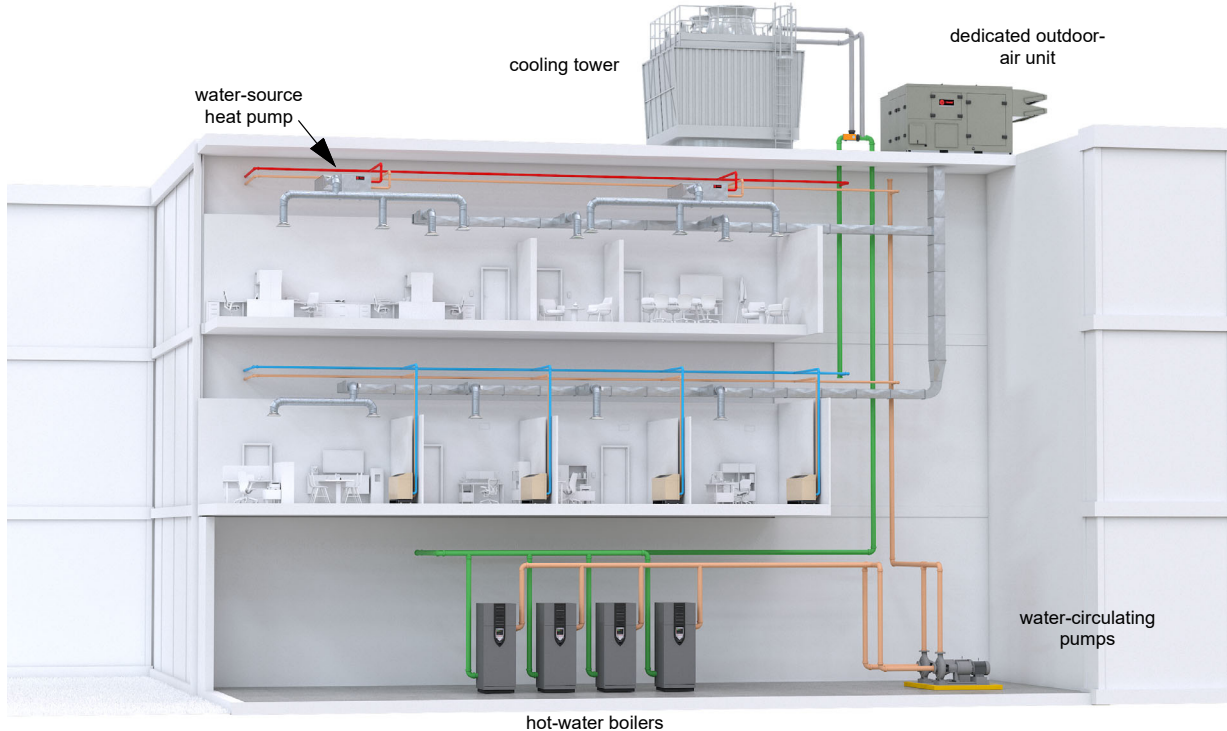 cooling tower
dedicated outdoor-
air unit
water-source
heat pump
water-circulating
pumps
hot-water boilers